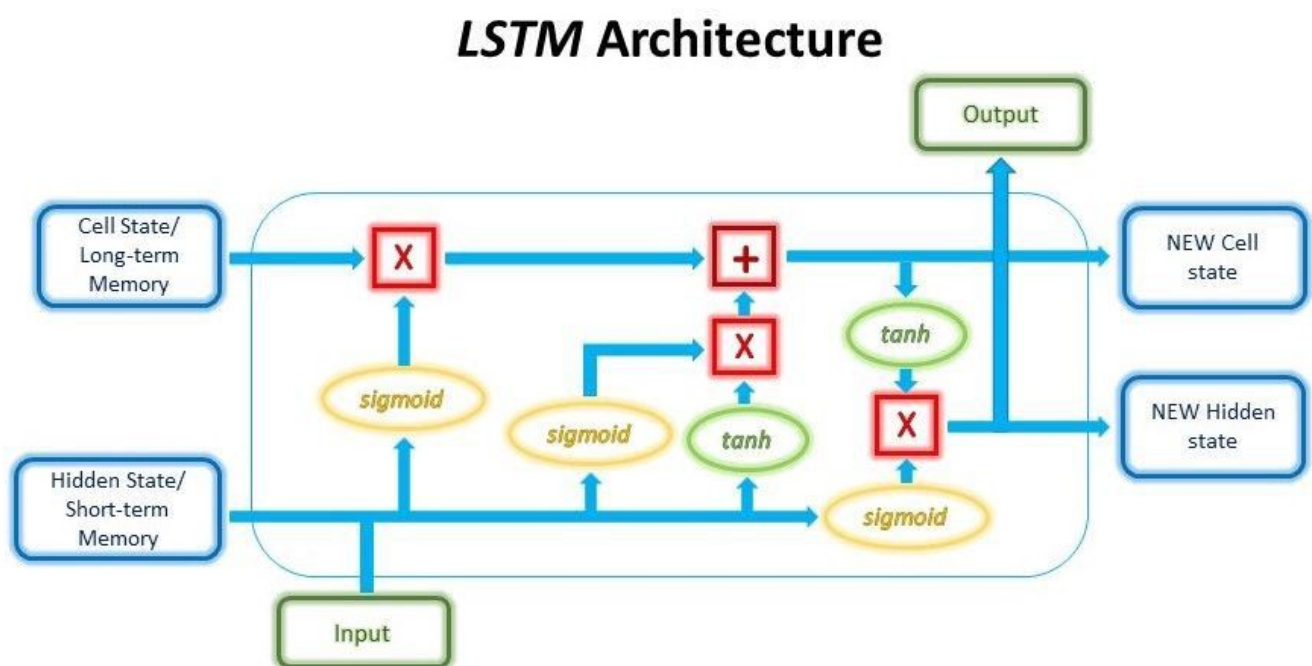 LSTM Architecture
Output
Cell State/
Long-term
Memory
X
+
NEW Cell
state
tanh
X
sigmoid
sigmoid
tanh
X
NEW Hidden
state
Hidden State/
Short-term
Memory
sigmoid
Input